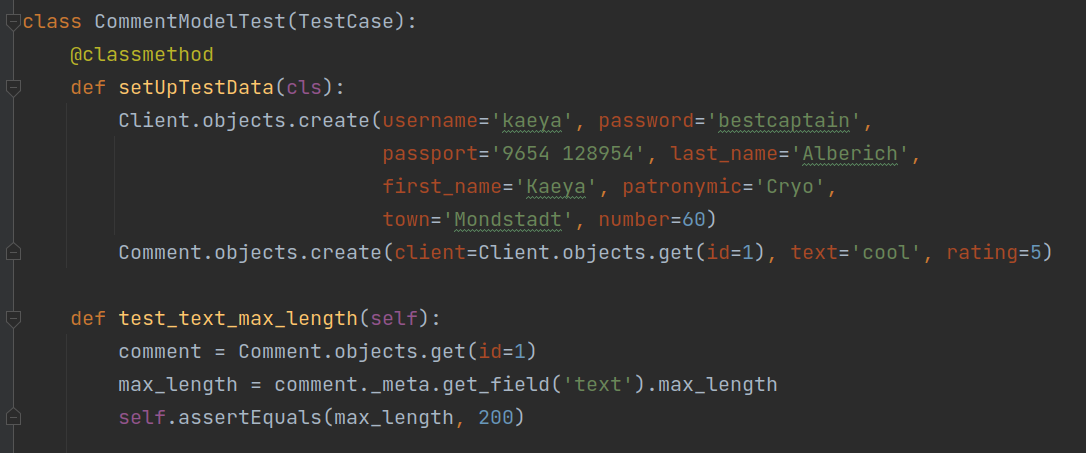 class CommentModelTest(TestCase):
    @classmethod
    def setUpTestData(cls):
        Client.objects.create(username='kaeya', password='bestcaptain',
                              passport='9654 128954', last_name='Alberich',
                              first_name='Kaeya', patronymic='Cryo',
                              town='Mondstadt', number=60)
        Comment.objects.create(client=Client.objects.get(id=1), text='cool', rating=5)
    def test_text_max_length(self):
        comment = Comment.objects.get(id=1)
        max_length = comment._meta.get_field('text').max_length
        self.assertEquals(max_length, 200)